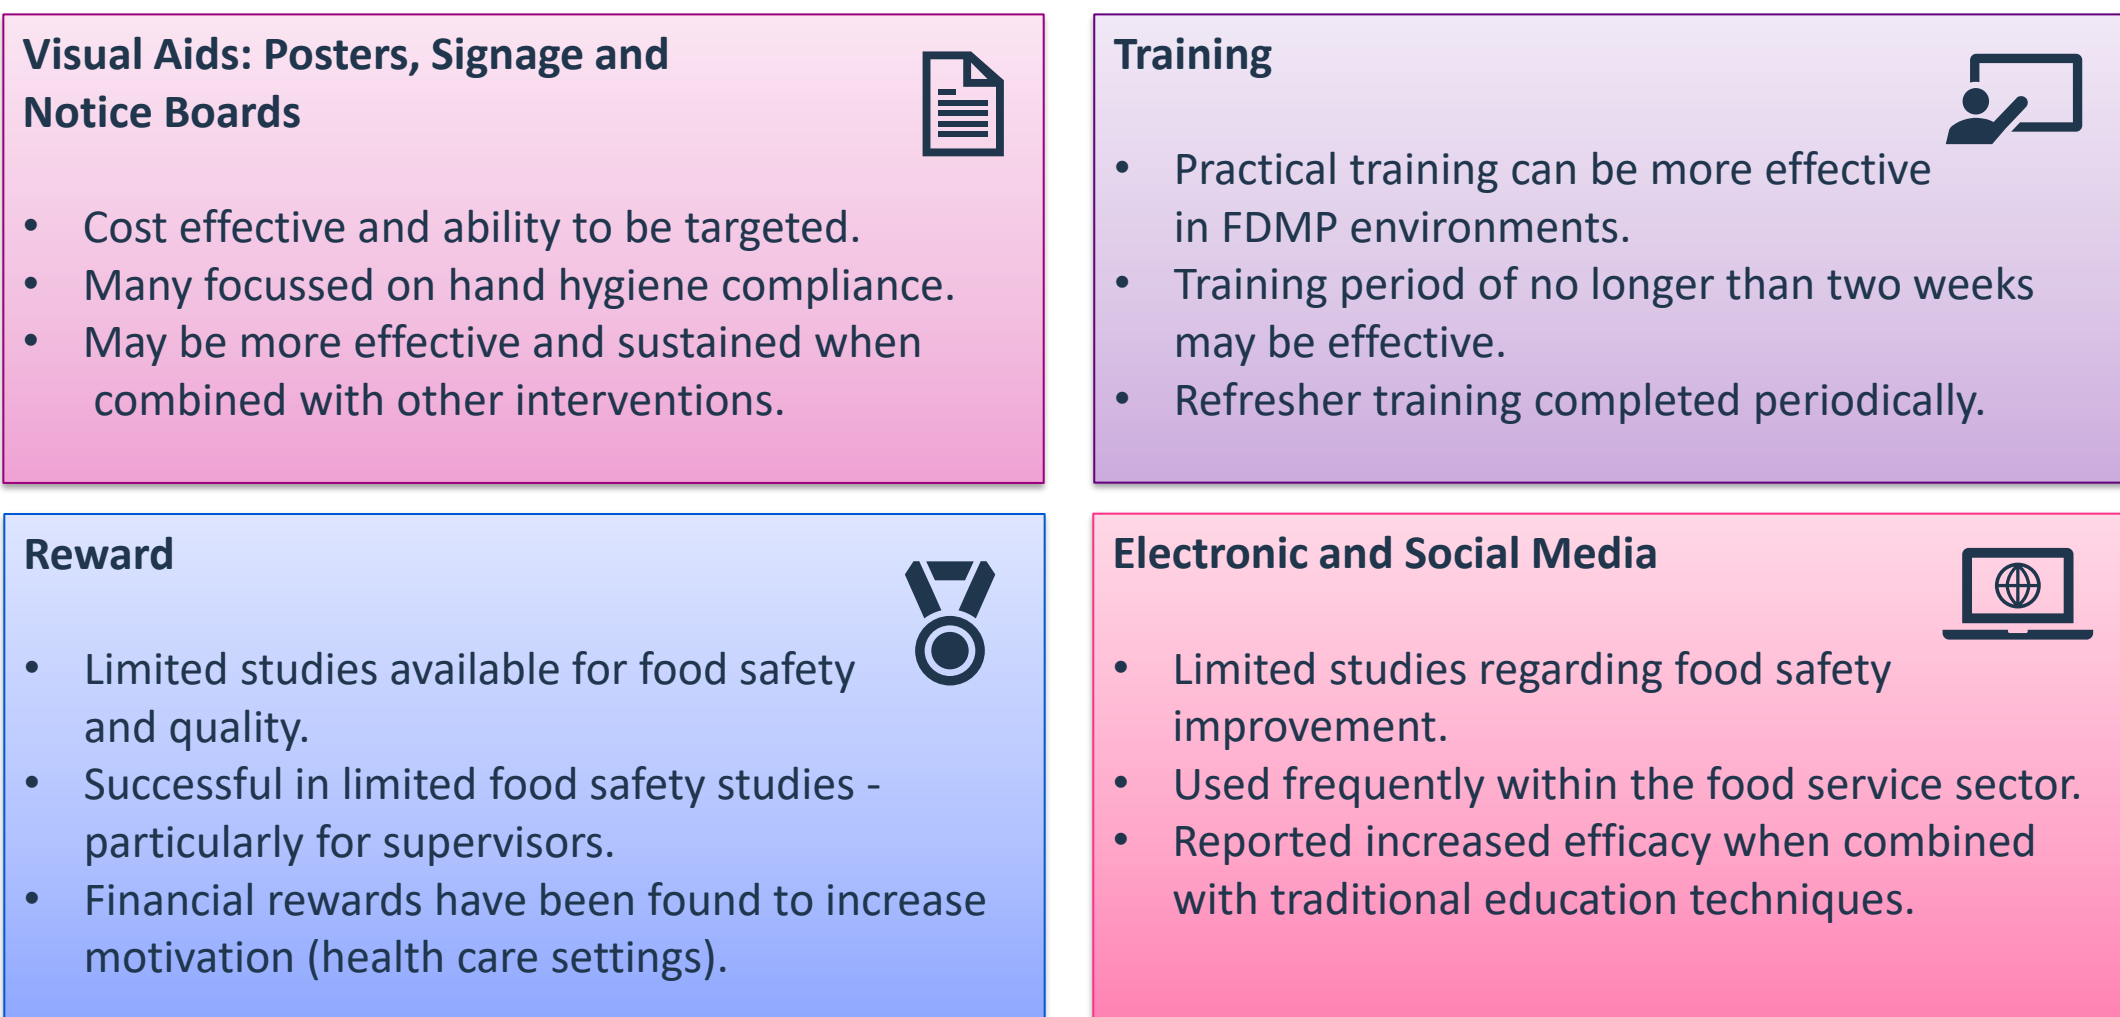 Visual Aids: Posters, Signage and
Notice Boards
• Cost effective and ability to be targeted.
• Many focussed on hand hygiene compliance.
• May be more effective and sustained when
combined with other interventions.
Training
• Practical training can be more effective
in FDMP environments.
• Training period of no longer than two weeks
may be effective.
• Refresher training completed periodically.
Reward
• Limited studies available for food safety
and quality.
• Successful in limited food safety studies -
particularly for supervisors.
• Financial rewards have been found to increase
motivation (health care settings).
Electronic and Social Media
• Limited studies regarding food safety
improvement.
• Used frequently within the food service sector.
• Reported increased efficacy when combined
with traditional education techniques.